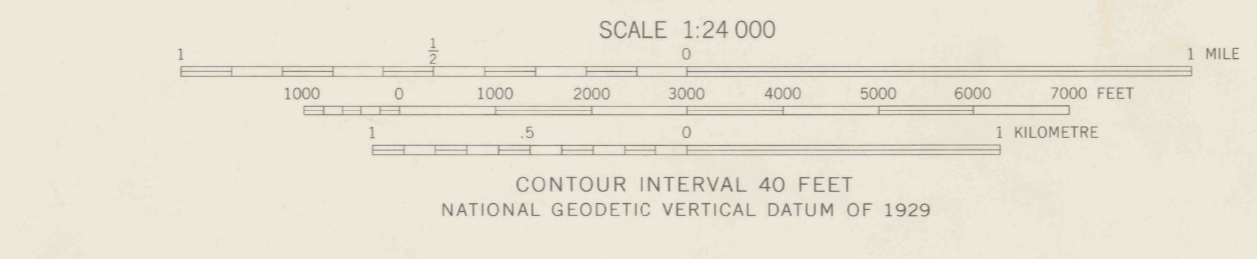 SCALE 1:24 000
1 1/2 0 1 MILE
1000 0 1000 2000 3000 4000 5000 6000 7000 FEET
1 .5 0 1 KILOMETRE
CONTOUR INTERVAL 40 FEET
NATIONAL GEODETIC VERTICAL DATUM OF 1929